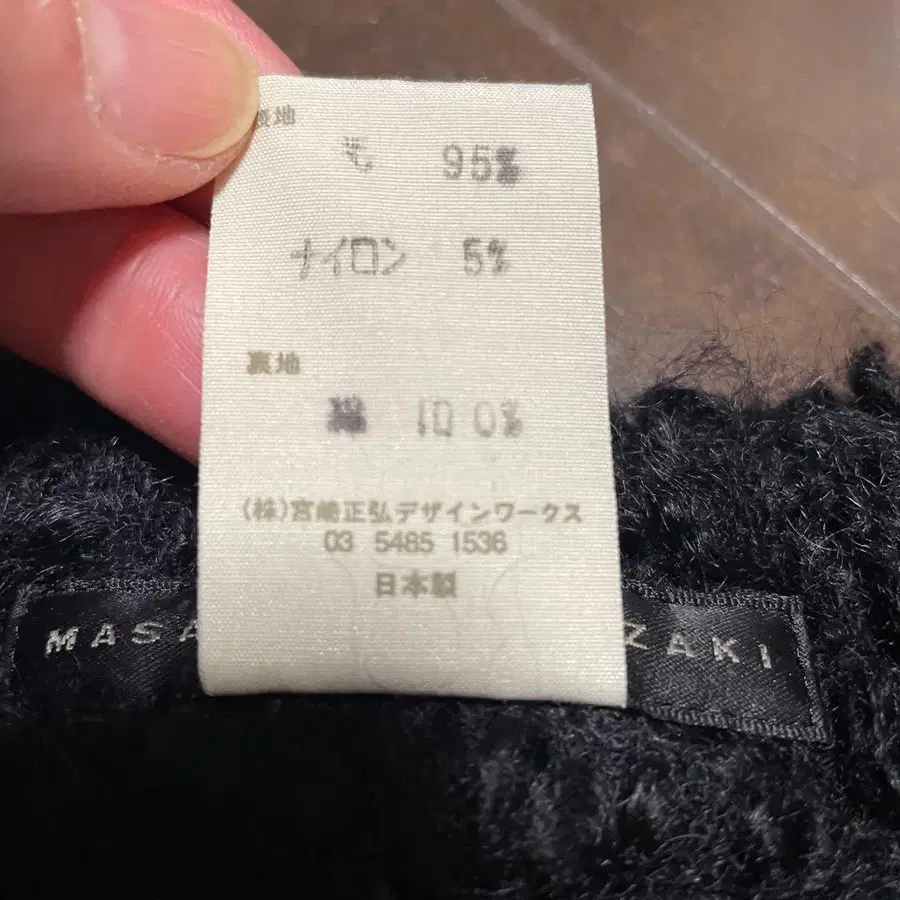 表地
毛 95%
ナイロン 5%
裏地
綿 100%
(株)宮崎正弘デザインワークス
03 5485 1536
日本製
MASA ZAKI